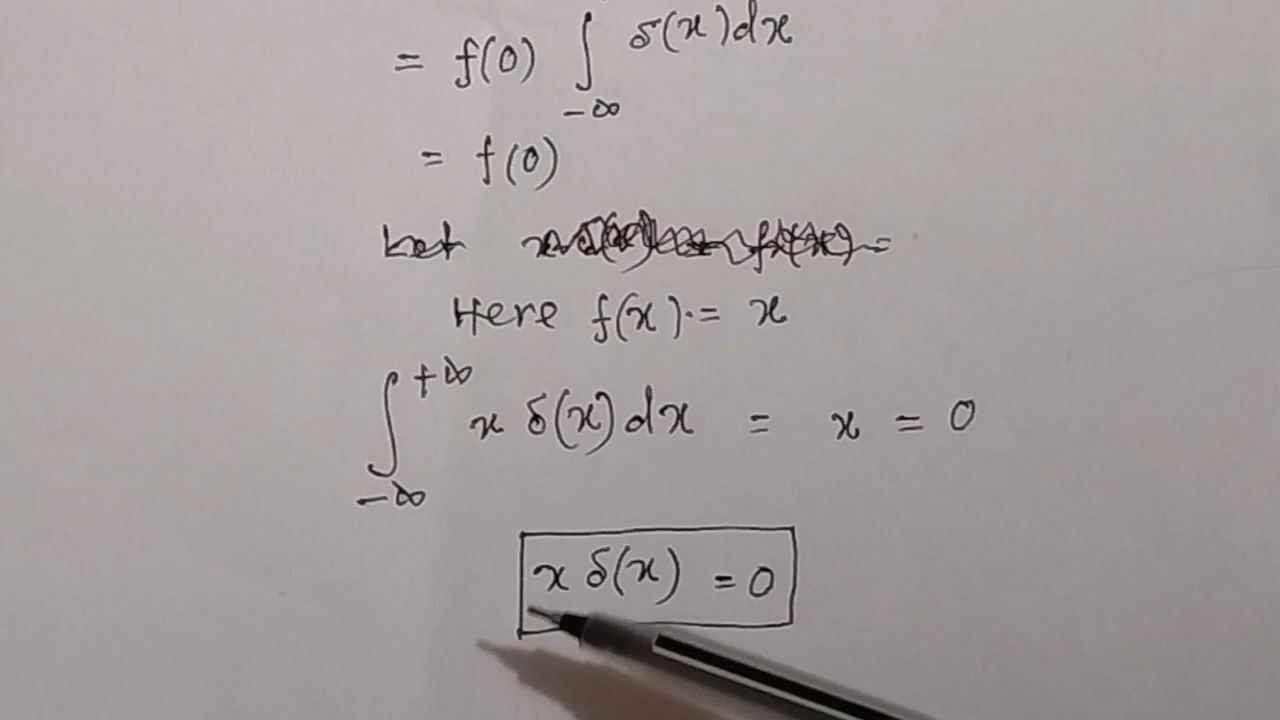 = f(0) ∫_{-∞} δ(x)dx
= f(0)
Let
Here f(x) = x
∫_{-∞}^{+∞} x δ(x) dx = x = 0
x δ(x) = 0